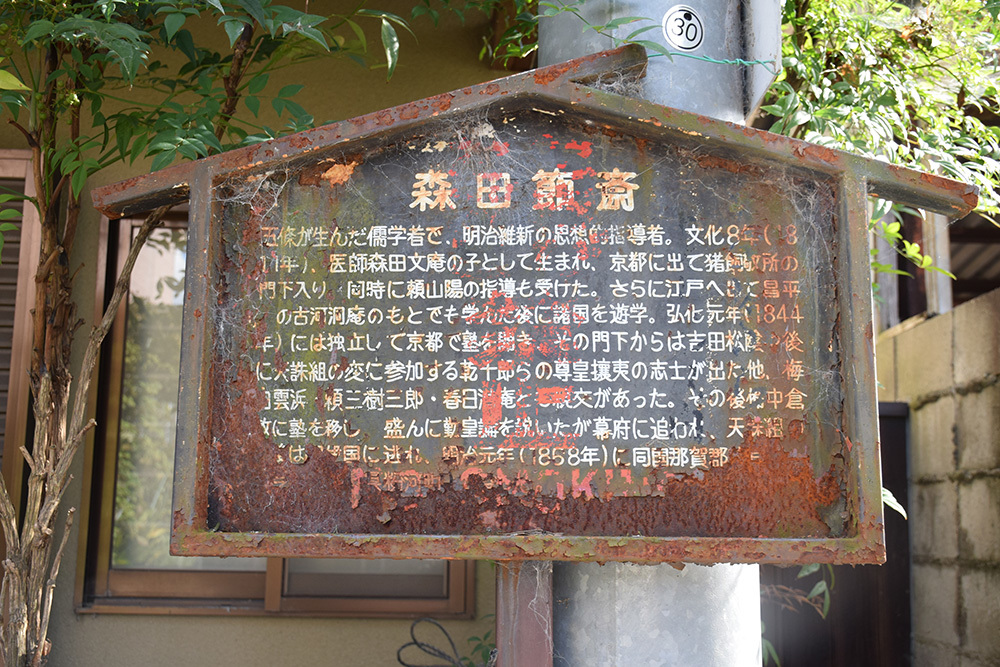 30
森田節斎
五條が生んだ儒学者で、明治維新の思想的指導者。文化8年(18
11年)、医師森田文庵の子として生まれ、京都に出て猪飼 所の
門下入り 同時に頼山陽の指導も受けた。さらに江戸へ出て昌平
の古河洞庵のもとでも学んだ後に諸国を遊学。弘化元年(1844
年)には独立して京都で塾を開き、その門下からは吉田松陰 後
に天誅組の変に参加する乾十郎らの尊皇攘夷の志士が出た他、梅
田雲浜・頼三樹三郎・春日潜庵とも親交があった。その後 中倉
敷に塾を移し、盛んに勤皇論を説いたが幕府に追われ、天誅組
は 国に逃れ、明治元年(1858年)に同国那賀郡